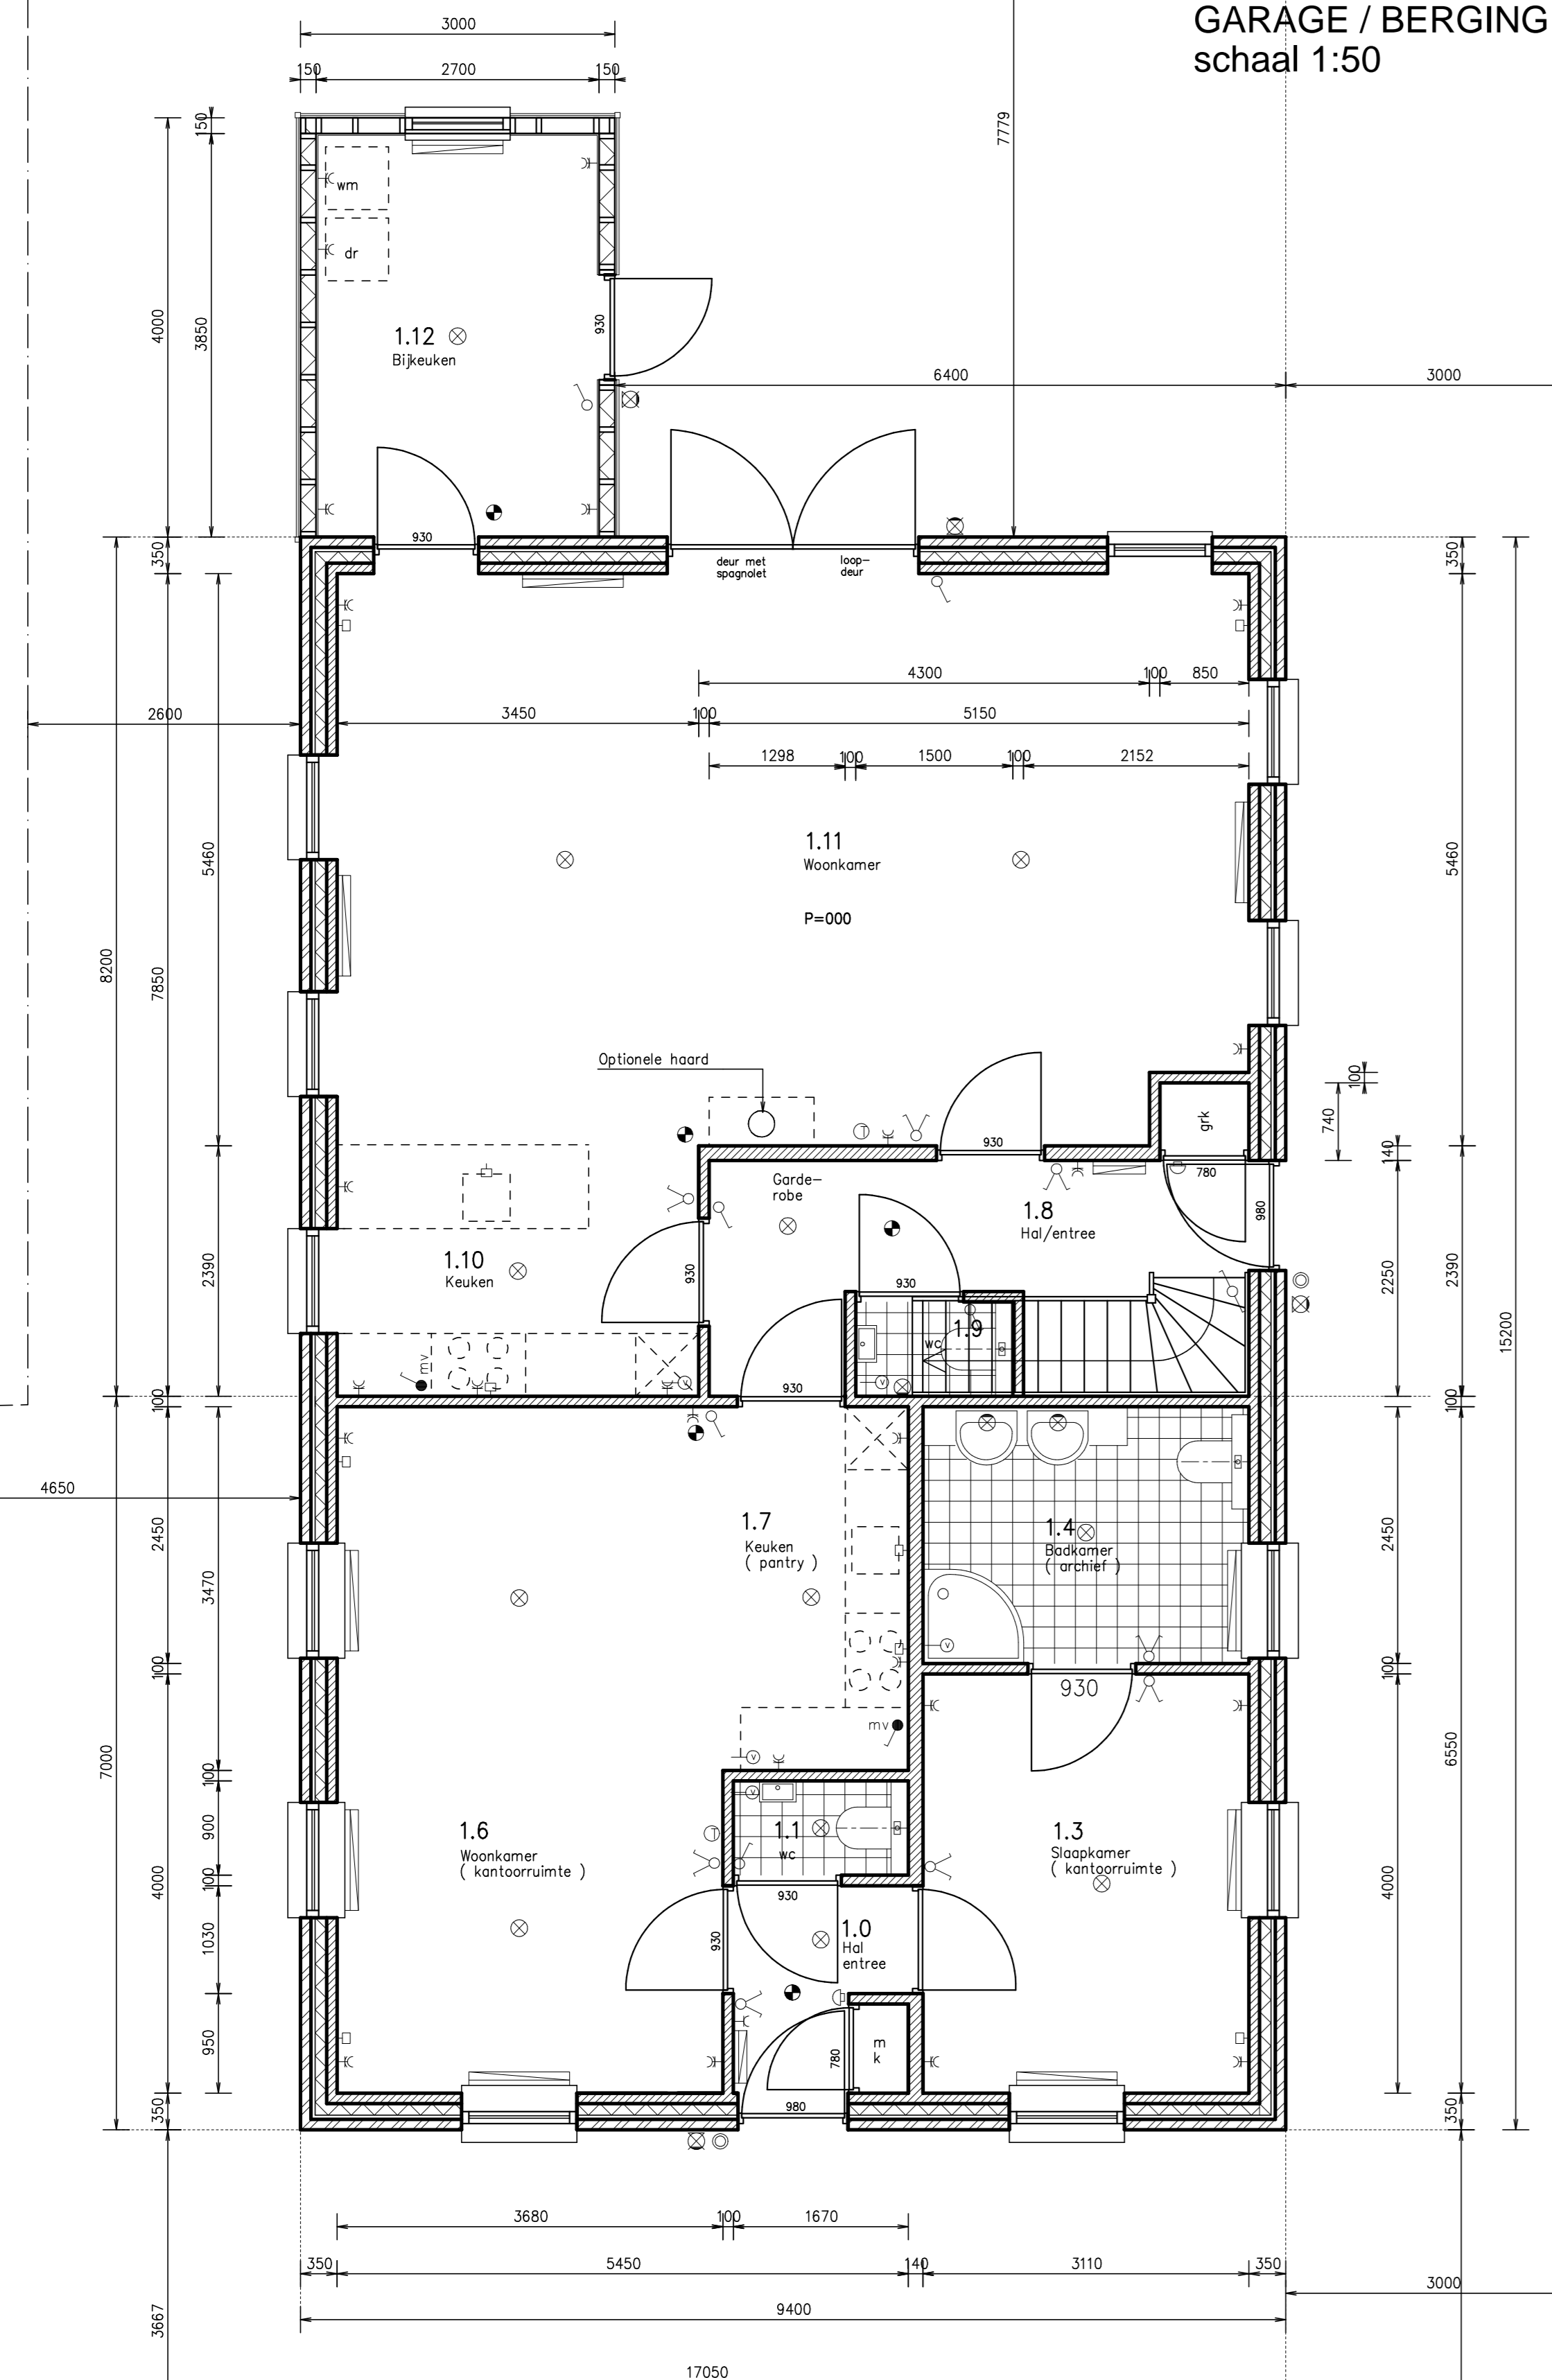 GARAGE / BERGING
schaal 1:50
3000
150 2700 150
150
7779
wm
dr
4000
3850
1.12
Bijkeuken
930
6400
3000
930
350
deur met
spagnolet
loop-
deur
350
4300 100 850
2600
3450 100 5150
1298 100 1500 100 2152
1.11
Woonkamer
P=000
5460
5460
8200
7850
Optionele haard
100
740
grk
930
140
780
Garde-
robe
1.8
Hal/entree
980
1.10
Keuken
930
930
2390
2250
2390
15200
1.9
wc
mv
v
v
930
100
100
4650
1.7
Keuken
( pantry )
1.4
Badkamer
( archief )
2450
3470
2450
v
100
100
930
mv
v
7000
6550
100
v
900
1.1
wc
1.6
Woonkamer
( kantoorruimte )
1.3
Slaapkamer
( kantoorruimte )
4000
100
4000
930
1.0
Hal
entree
1030
930
950
m
k
780
980
350
350
3680 100 1670
350 5450 140 3110 350
3000
9400
3667
17050